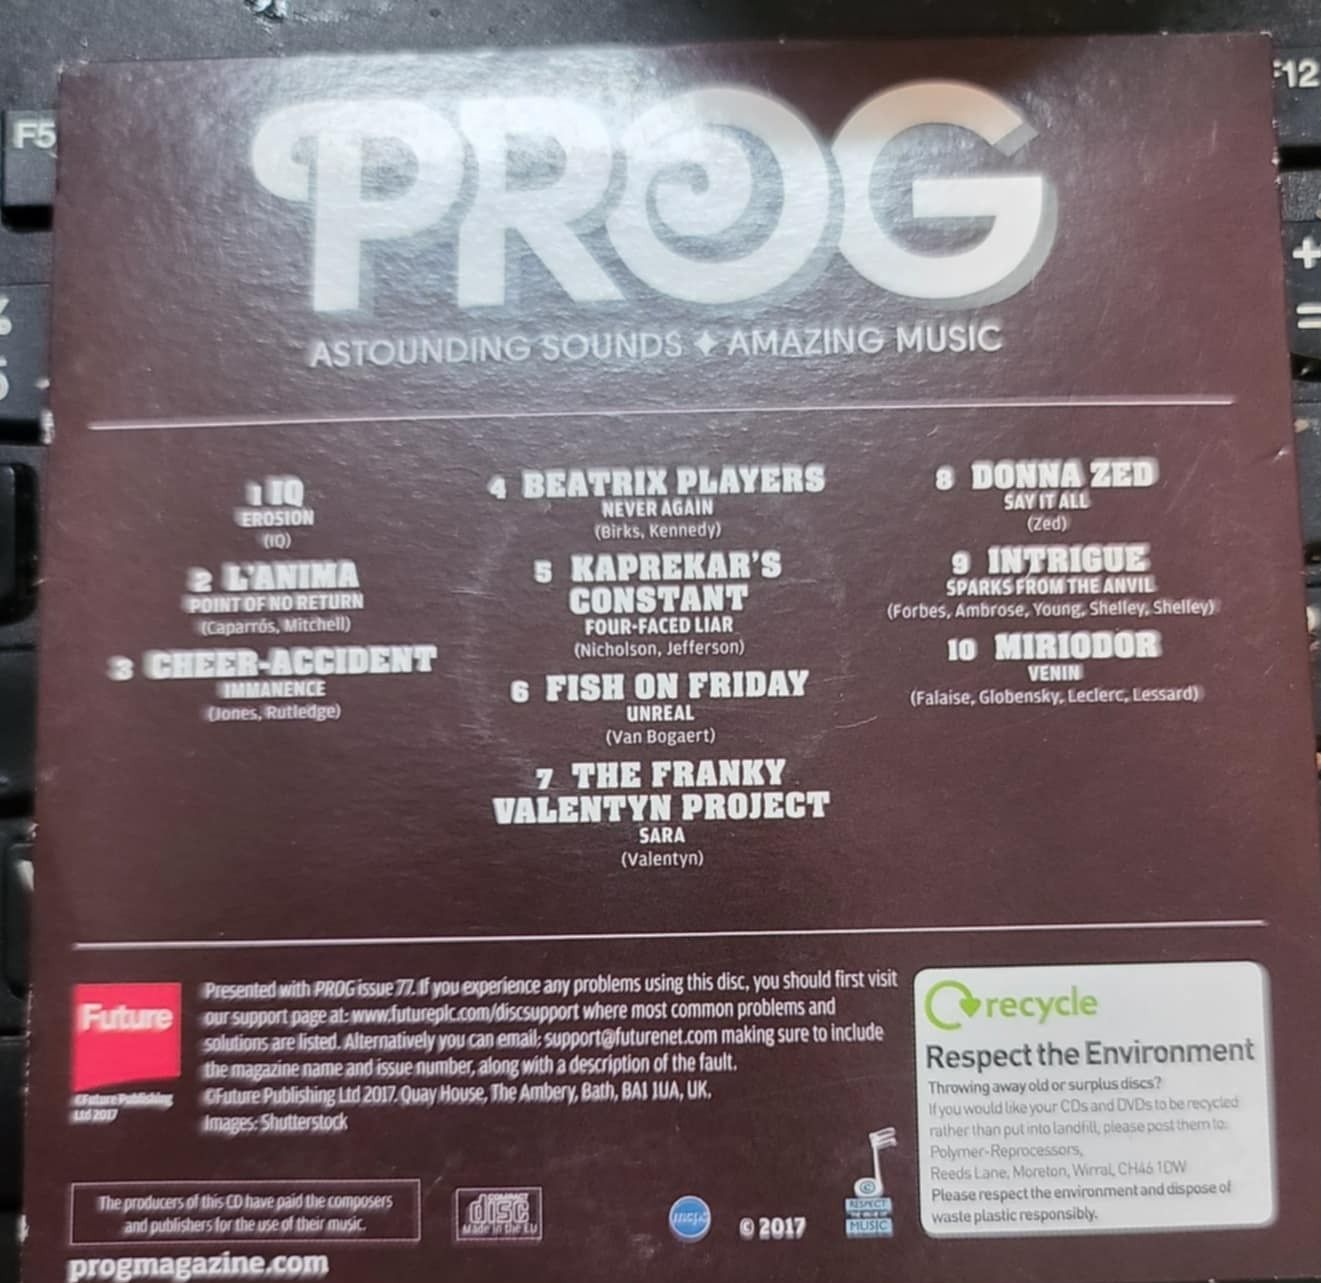 F5
F12
+
=
%
5
PROG
ASTOUNDING SOUNDS ✦ AMAZING MUSIC
1 IQ
EROSION
(IQ)
2 L'ANIMA
POINT OF NO RETURN
(Caparrós, Mitchell)
3 CHEER-ACCIDENT
IMMANENCE
(Jones, Rutledge)
4 BEATRIX PLAYERS
NEVER AGAIN
(Birks, Kennedy)
5 KAPREKAR'S
CONSTANT
FOUR-FACED LIAR
(Nicholson, Jefferson)
6 FISH ON FRIDAY
UNREAL
(Van Bogaert)
7 THE FRANKY
VALENTYN PROJECT
SARA
(Valentyn)
8 DONNA ZED
SAY IT ALL
(Zed)
9 INTRIGUE
SPARKS FROM THE ANVIL
(Forbes, Ambrose, Young, Shelley, Shelley)
10 MIRIODOR
VENIN
(Falaise, Globensky, Leclerc, Lessard)
Future
©Future Publishing
Ltd 2017
Presented with PROG issue 77. If you experience any problems using this disc, you should first visit
our support page at: www.futureplc.com/discsupport where most common problems and
solutions are listed. Alternatively you can email: support@futurenet.com making sure to include
the magazine name and issue number, along with a description of the fault.
©Future Publishing Ltd 2017. Quay House, The Ambery, Bath, BA1 1UA, UK.
Images: Shutterstock
recycle
Respect the Environment
Throwing away old or surplus discs?
If you would like your CDs and DVDs to be recycled
rather than put into landfill, please post them to:
Polymer-Reprocessors,
Reeds Lane, Moreton, Wirral, CH46 1DW
Please respect the environment and dispose of
waste plastic responsibly.
The producers of this CD have paid the composers
and publishers for the use of their music.
COMPACT
disc
Made in the EU
mcps
© 2017
©
RESPECT
THE VALUE OF
MUSIC
progmagazine.com